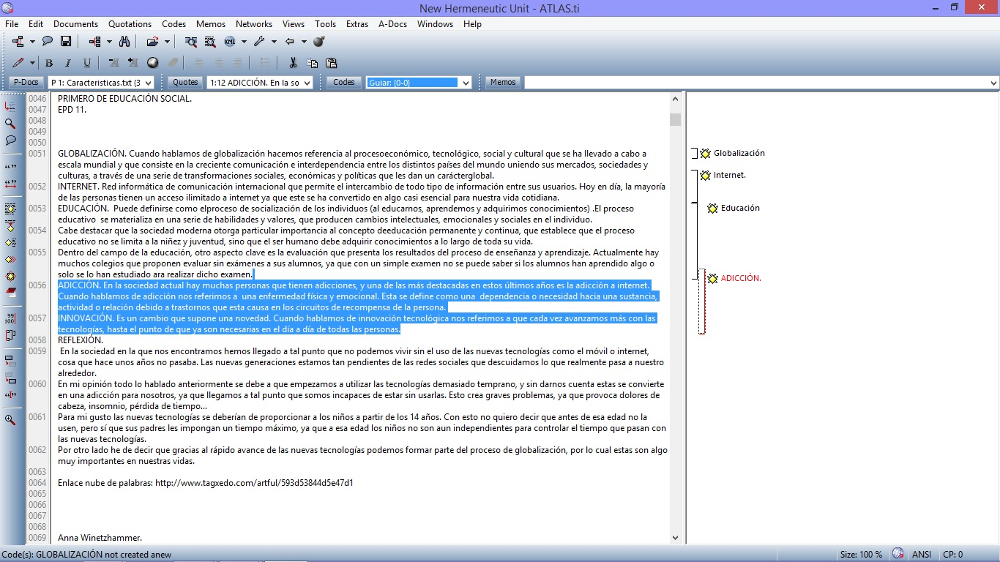 New Hermeneutic Unit - ATLAS.ti
File Edit Documents Quotations Codes Memos Networks Views Tools Extras A-Docs Windows Help
XML
B I U A A
P-Docs P 1: Caracteristicas.txt {3 Quotes 1:12 ADICCIÓN. En la so Codes Guiar: {0-0} Memos
0046 PRIMERO DE EDUCACIÓN SOCIAL.
0047 EPD 11.
0048
0049
0050
0051 GLOBALIZACIÓN. Cuando hablamos de globalización hacemos referencia al procesoeconómico, tecnológico, social y cultural que se ha llevado a cabo a
escala mundial y que consiste en la creciente comunicación e interdependencia entre los distintos países del mundo uniendo sus mercados, sociedades y
culturas, a través de una serie de transformaciones sociales, económicas y políticas que les dan un carácterglobal.
0052 INTERNET. Red informática de comunicación internacional que permite el intercambio de todo tipo de información entre sus usuarios. Hoy en día, la mayoría
de las personas tienen un acceso ilimitado a internet ya que este se ha convertido en algo casi esencial para nuestra vida cotidiana.
0053 EDUCACIÓN.  Puede definirse como elproceso de socialización de los individuos (al educarnos, aprendemos y adquirimos conocimientos) .El proceso
educativo  se materializa en una serie de habilidades y valores, que producen cambios intelectuales, emocionales y sociales en el individuo.
0054 Cabe destacar que la sociedad moderna otorga particular importancia al concepto deeducación permanente y continua, que establece que el proceso
educativo no se limita a la niñez y juventud, sino que el ser humano debe adquirir conocimientos a lo largo de toda su vida.
0055 Dentro del campo de la educación, otro aspecto clave es la evaluación que presenta los resultados del proceso de enseñanza y aprendizaje. Actualmente hay
muchos colegios que proponen evaluar sin exámenes a sus alumnos, ya que con un simple examen no se puede saber si los alumnos han aprendido algo o
solo se lo han estudiado ara realizar dicho examen.
0056 ADICCIÓN. En la sociedad actual hay muchas personas que tienen adicciones, y una de las más destacadas en estos últimos años es la adicción a internet.
Cuando hablamos de adicción nos referimos a  una enfermedad física y emocional. Esta se define como una  dependencia o necesidad hacia una sustancia,
actividad o relación debido a trastornos que esta causa en los circuitos de recompensa de la persona.
0057 INNOVACIÓN. Es un cambio que supone una novedad. Cuando hablamos de innovación tecnológica nos referimos a que cada vez avanzamos más con las
tecnologías, hasta el punto de que ya son necesarias en el día a día de todas las personas.
0058 REFLEXIÓN.
0059 En la sociedad en la que nos encontramos hemos llegado a tal punto que no podemos vivir sin el uso de las nuevas tecnologías como el móvil o internet,
cosa que hace unos años no pasaba. Las nuevas generaciones estamos tan pendientes de las redes sociales que descuidamos lo que realmente pasa a nuestro
alrededor.
0060 En mi opinión todo lo hablado anteriormente se debe a que empezamos a utilizar las tecnologías demasiado temprano, y sin darnos cuenta estas se convierte
en una adicción para nosotros, ya que llegamos a tal punto que somos incapaces de estar sin usarlas. Esto crea graves problemas, ya que provoca dolores de
cabeza, insomnio, pérdida de tiempo...
0061 Para mi gusto las nuevas tecnologías se deberían de proporcionar a los niños a partir de los 14 años. Con esto no quiero decir que antes de esa edad no la
usen, pero sí que sus padres les impongan un tiempo máximo, ya que a esa edad los niños no son aun independientes para controlar el tiempo que pasan con
las nuevas tecnologías.
0062 Por otro lado he de decir que gracias al rápido avance de las nuevas tecnologías podemos formar parte del proceso de globalización, por lo cual estas son algo
muy importantes en nuestras vidas.
0063
0064 Enlace nube de palabras: http://www.tagxedo.com/artful/593d53844d5e47d1
0065
0066
0067
0068
0069 Anna Winetzhammer.
Globalización
Internet.
Educación
ADICCIÓN.
Code(s): GLOBALIZACIÓN not created anew
Size: 100 % ANSI CP: 0